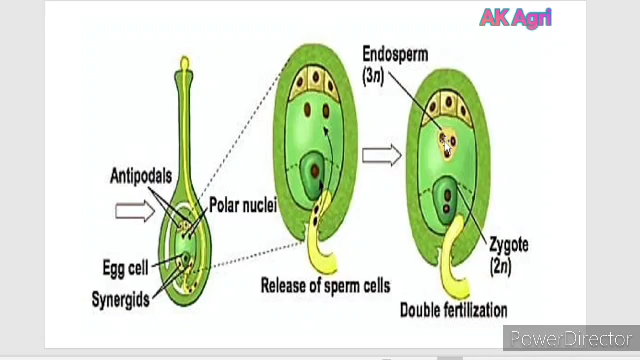 AK Agri
Endosperm
(3n)
Antipodals
Polar nuclei
Egg cell
Synergids
Release of sperm cells
Zygote
(2n)
Double fertilization
PowerDirector